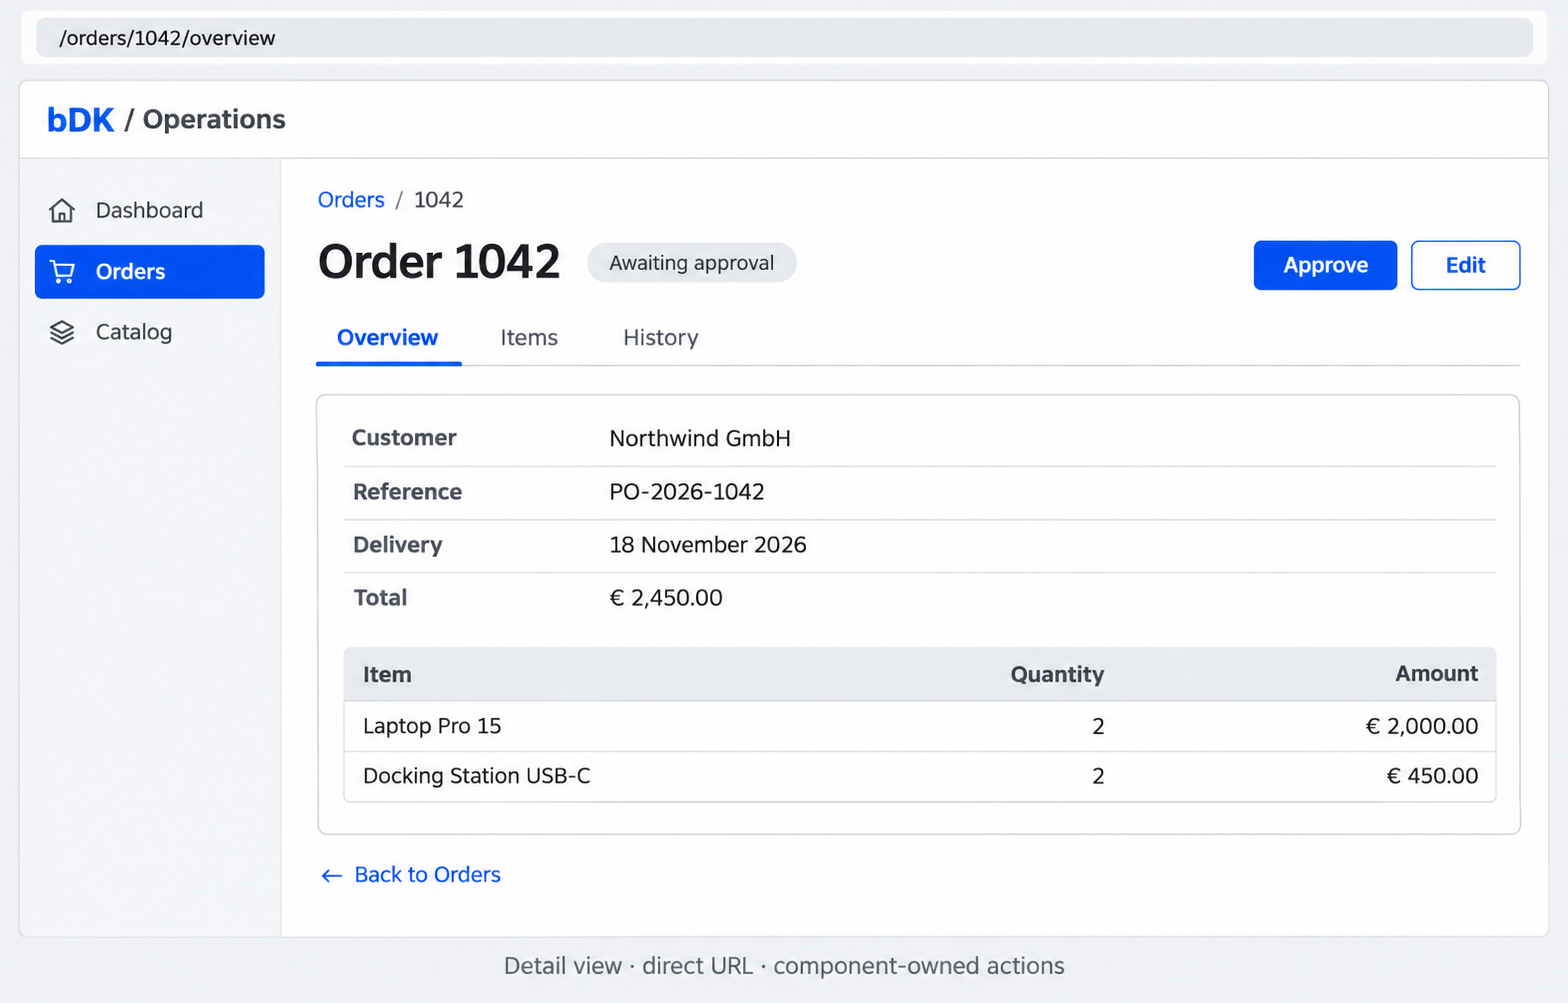 /orders/1042/overview
bDK / Operations
Dashboard
Orders
Catalog
Orders / 1042
Order 1042
Awaiting approval
Approve
Edit
Overview
Items
History
Customer Northwind GmbH
Reference PO-2026-1042
Delivery 18 November 2026
Total € 2,450.00
Item Quantity Amount
Laptop Pro 15 2 € 2,000.00
Docking Station USB-C 2 € 450.00
← Back to Orders
Detail view · direct URL · component-owned actions